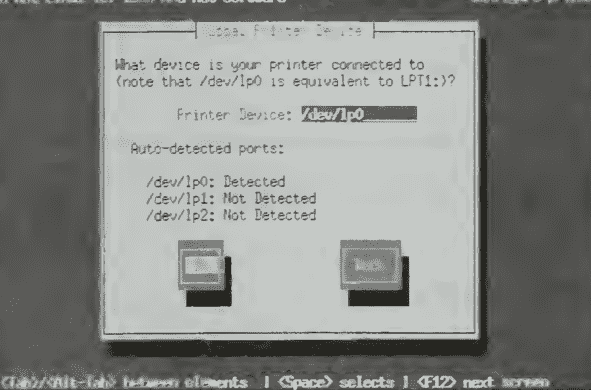 Local Printer Device
What device is your printer connected to
(note that /dev/lp0 is equivalent to LPT1:)?
Printer Device: /dev/lp0
Auto-detected ports:
/dev/lp0: Detected
/dev/lp1: Not Detected
/dev/lp2: Not Detected
Back
<Tab>/<Alt-Tab> between elements | <Space> selects | <F12> next screen